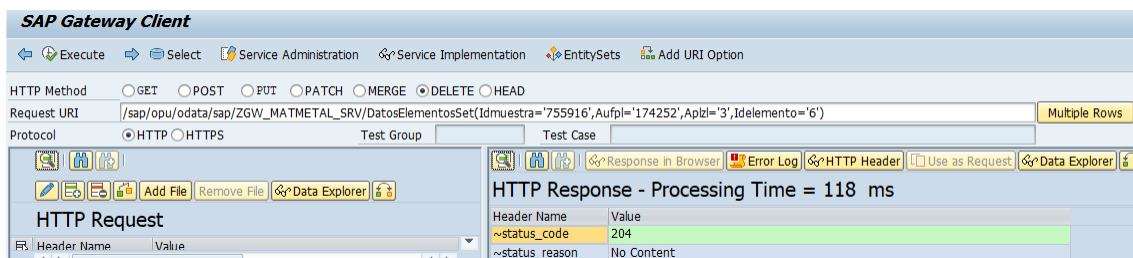 SAP Gateway Client
Execute Select Service Administration Service Implementation EntitySets Add URI Option
HTTP Method GET POST PUT PATCH MERGE DELETE HEAD
Request URI /sap/opu/odata/sap/ZGW_MATMETAL_SRV/DatosElementosSet(Idmuestra='755916',Aufpl='174252',Aplzl='3',Idelemento='6') Multiple Rows
Protocol HTTP HTTPS Test Group Test Case
Response in Browser Error Log HTTP Header Use as Request Data Explorer
Add File Remove File Data Explorer
HTTP Response - Processing Time = 118 ms
HTTP Request
Header Name Value
~status_code 204
Header Name Value
~status_reason No Content